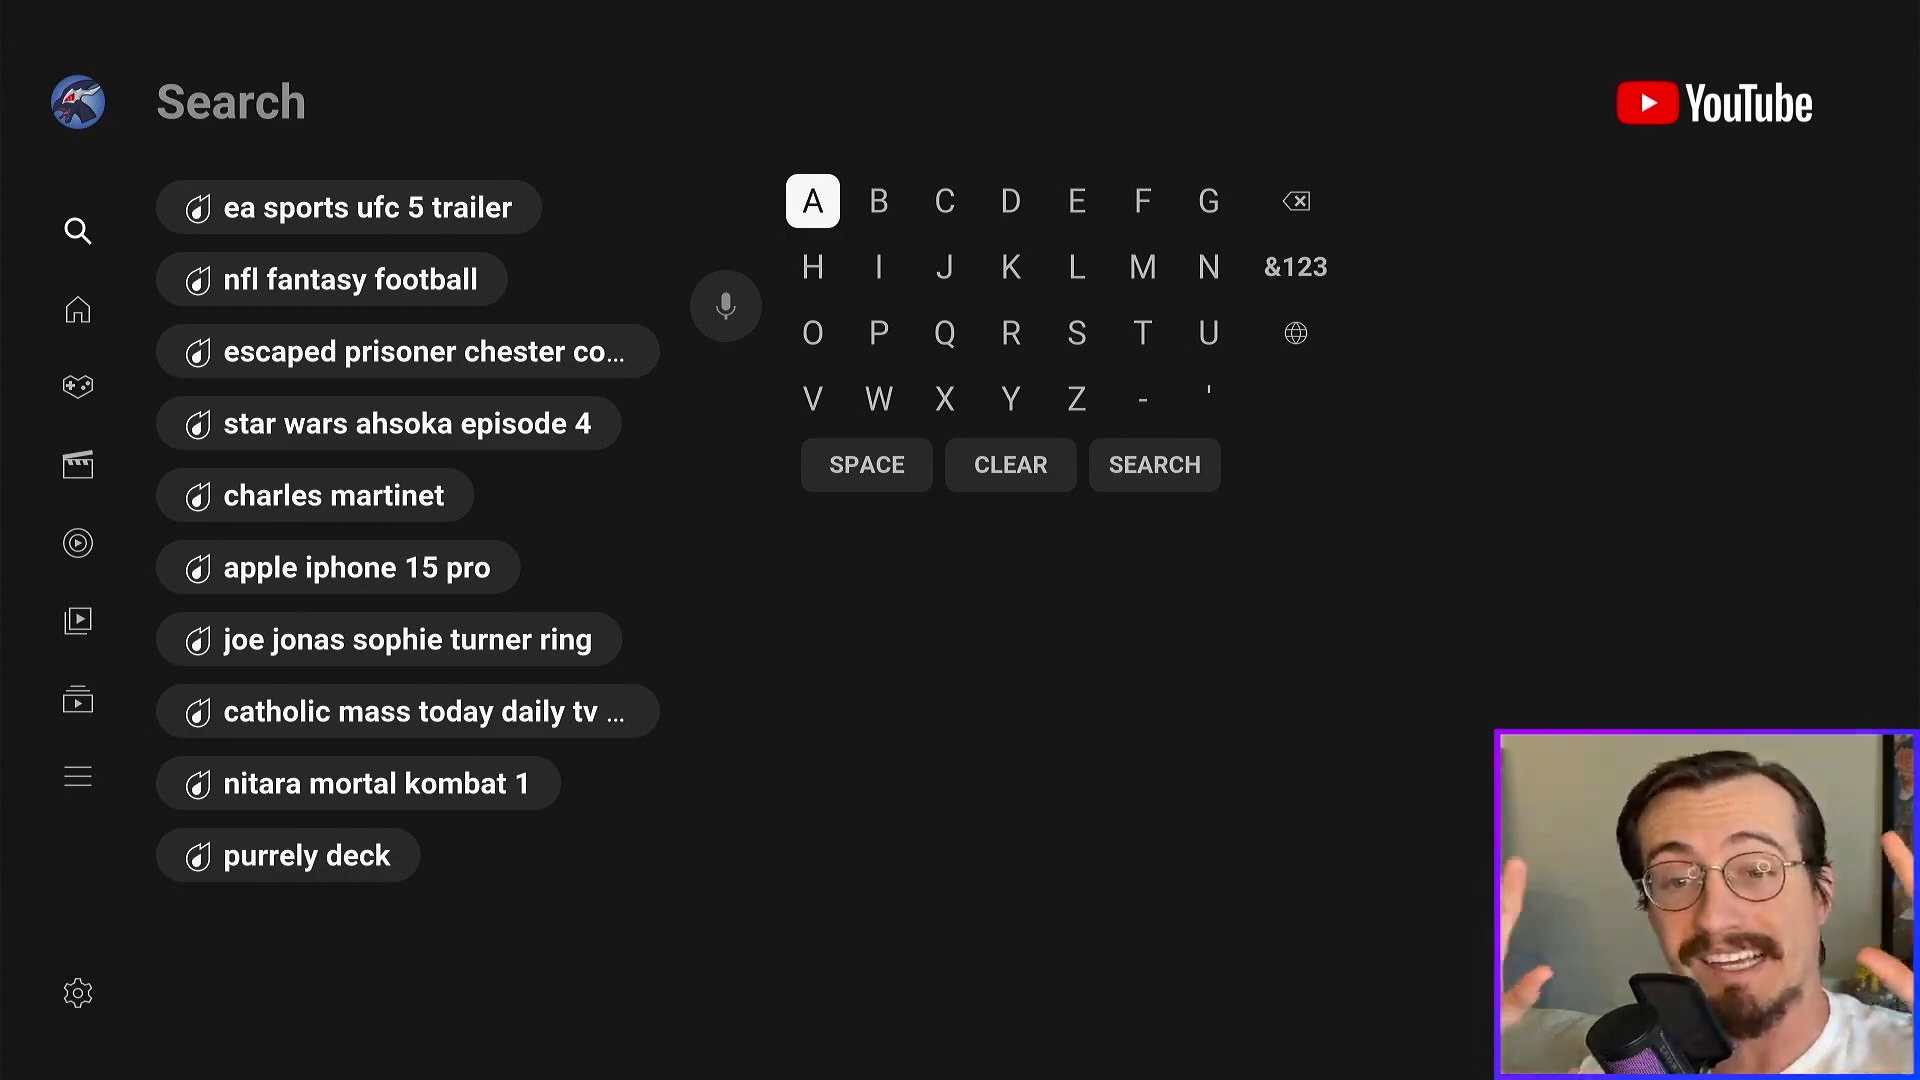 Search
YouTube
ea sports ufc 5 trailer
nfl fantasy football
escaped prisoner chester co...
star wars ahsoka episode 4
charles martinet
apple iphone 15 pro
joe jonas sophie turner ring
catholic mass today daily tv ...
nitara mortal kombat 1
purrely deck
A B C D E F G
H I J K L M N &123
O P Q R S T U
V W X Y Z - '
SPACE CLEAR SEARCH